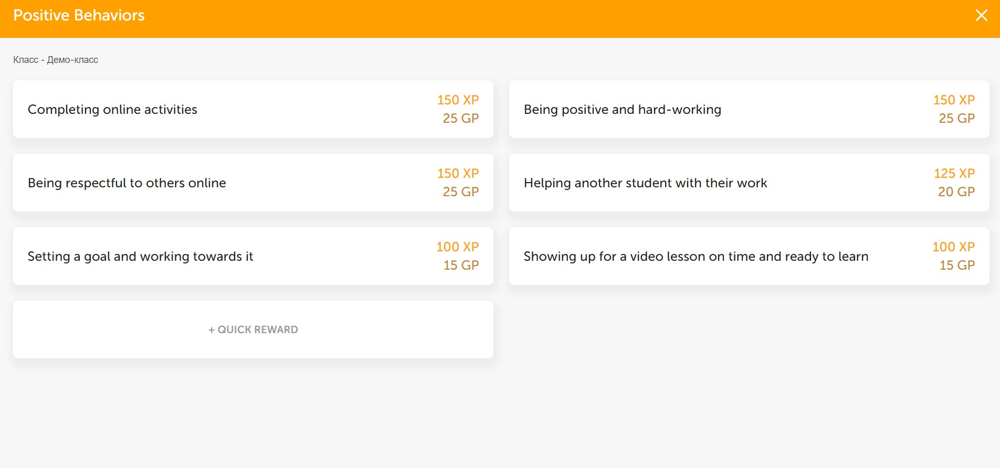 Positive Behaviors
Класс - Демо-класс
Completing online activities
150 XP
25 GP
Being positive and hard-working
150 XP
25 GP
Being respectful to others online
150 XP
25 GP
Helping another student with their work
125 XP
20 GP
Setting a goal and working towards it
100 XP
15 GP
Showing up for a video lesson on time and ready to learn
100 XP
15 GP
+ QUICK REWARD